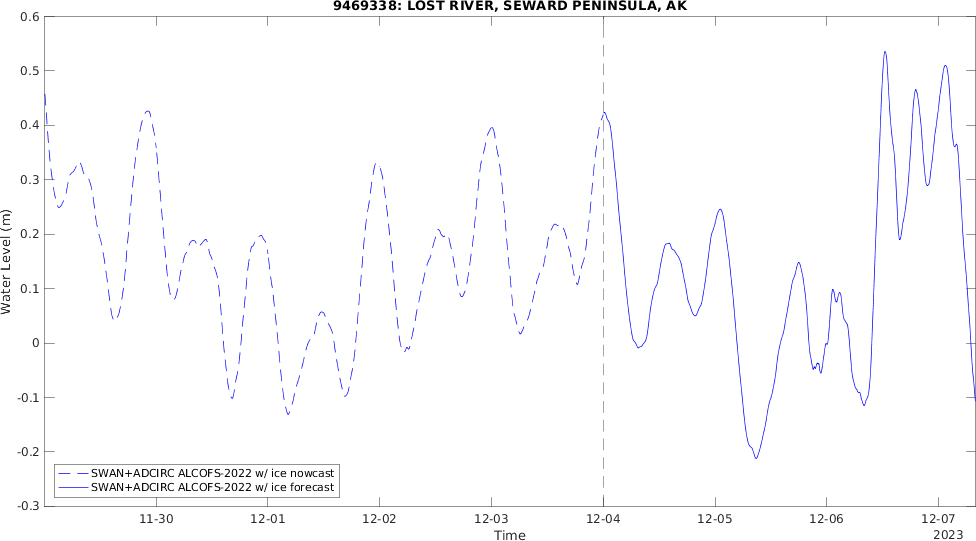 9469338: LOST RIVER, SEWARD PENINSULA, AK
0.6
0.5
0.4
0.3
0.2
0.1
0
-0.1
-0.2
-0.3
Water Level (m)
SWAN+ADCIRC ALCOFS-2022 w/ ice nowcast
SWAN+ADCIRC ALCOFS-2022 w/ ice forecast
11-30 12-01 12-02 12-03 12-04 12-05 12-06 12-07
Time
2023